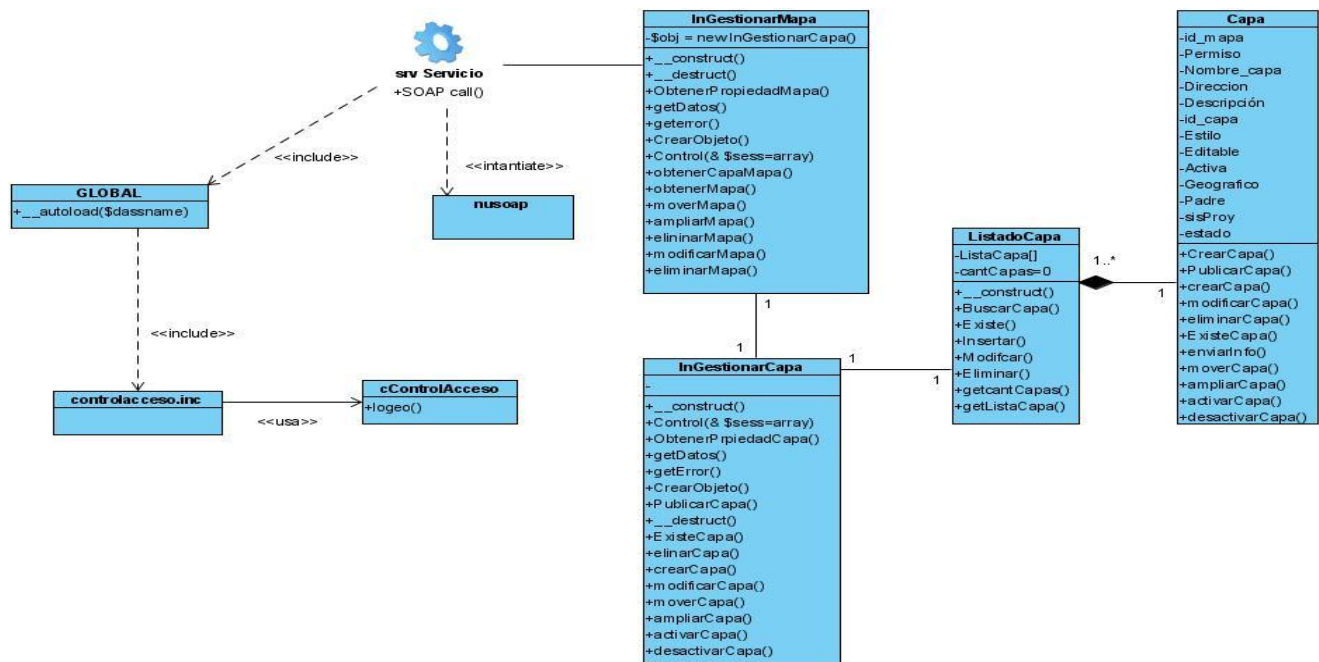 srv Servicio
+SOAP call()
<<include>>
<<intantiate>>
GLOBAL
+__autoload($dassname)
nusoap
<<include>>
controlacceso.inc
<<usa>>
cControlAcceso
+logeo()
InGestionarMapa
-$obj = newInGestionarCapa()
+__construct()
+__destruct()
+ObtenerPropiedadMapa()
+getDatos()
+geterror()
+CrearObjeto()
+Control(& $sess=array)
+obtenerCapaMapa()
+obtenerMapa()
+moverMapa()
+ampliarMapa()
+elininarMapa()
+modificarMapa()
+eliminarMapa()
1
1
InGestionarCapa
-
+__construct()
+Control(& $sess=array)
+ObtenerPrpiedadCapa()
+getDatos()
+getError()
+CrearObjeto()
+PublicarCapa()
+__destruct()
+ExisteCapa()
+elinarCapa()
+crearCapa()
+modificarCapa()
+moverCapa()
+ampliarCapa()
+activarCapa()
+desactivarCapa()
1
1
ListadoCapa
-ListaCapa[]
-cantCapas=0
+__construct()
+BuscarCapa()
+Existe()
+Insertar()
+Modifcar()
+Eliminar()
+getcantCapas()
+getListaCapa()
1..*
1
Capa
-id_mapa
-Permiso
-Nombre_capa
-Direccion
-Descripción
-id_capa
-Estilo
-Editable
-Activa
-Geografico
-Padre
-sisProy
-estado
+CrearCapa()
+PublicarCapa()
+crearCapa()
+modificarCapa()
+eliminarCapa()
+ExisteCapa()
+enviarInfo()
+moverCapa()
+ampliarCapa()
+activarCapa()
+desactivarCapa()